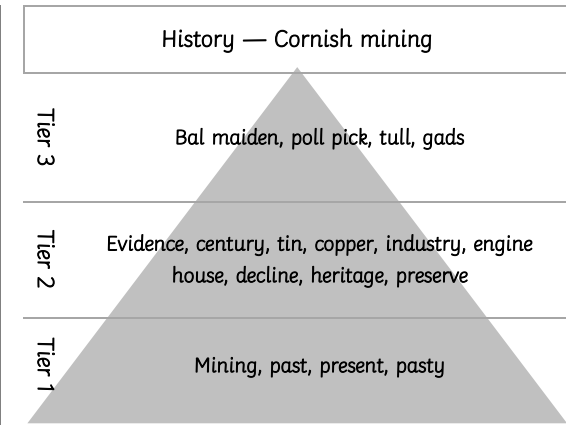 History — Cornish mining
Tier 3
Bal maiden, poll pick, tull, gads
Tier 2
Evidence, century, tin, copper, industry, engine
house, decline, heritage, preserve
Tier 1
Mining, past, present, pasty